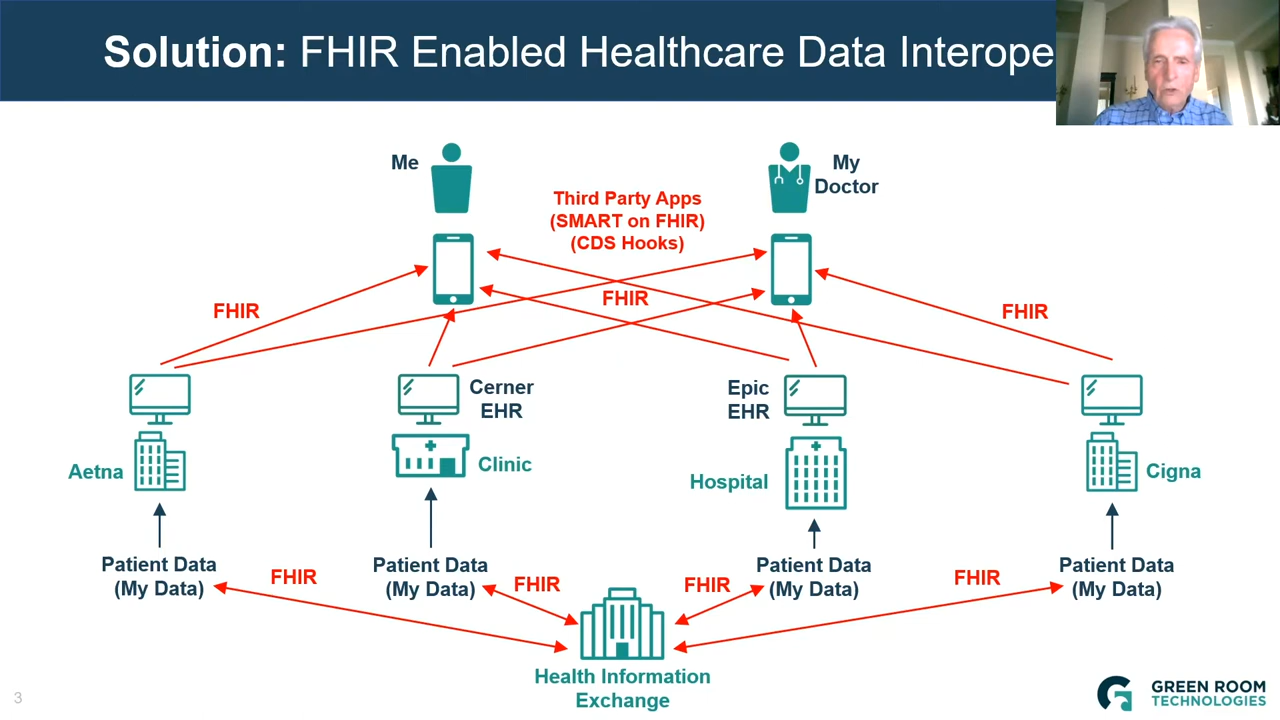 Solution: FHIR Enabled Healthcare Data Interope
Me
My
Doctor
Third Party Apps
(SMART on FHIR)
(CDS Hooks)
FHIR
FHIR
FHIR
Cerner
EHR
Epic
EHR
Aetna
Clinic
Hospital
Cigna
Patient Data
(My Data)
Patient Data
(My Data)
Patient Data
(My Data)
Patient Data
(My Data)
FHIR
FHIR
FHIR
FHIR
Health Information
Exchange
3
GREEN ROOM
TECHNOLOGIES